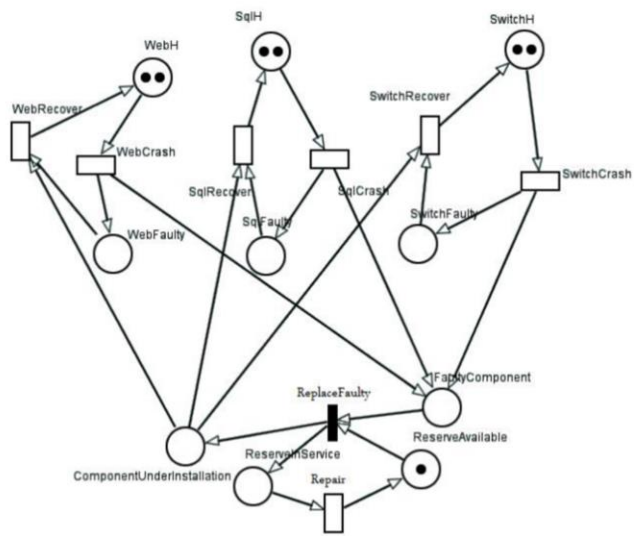 SqlH
SwitchH
WebH
SwitchRecover
WebRecover
WebCrash
SwitchCrash
SqlRecover
SqlCrash
SwitchFaulty
SqlFaulty
WebFaulty
FaultyComponent
ReplaceFaulty
ReserveAvailable
ReserveInService
ComponentUnderInstallation
Repair